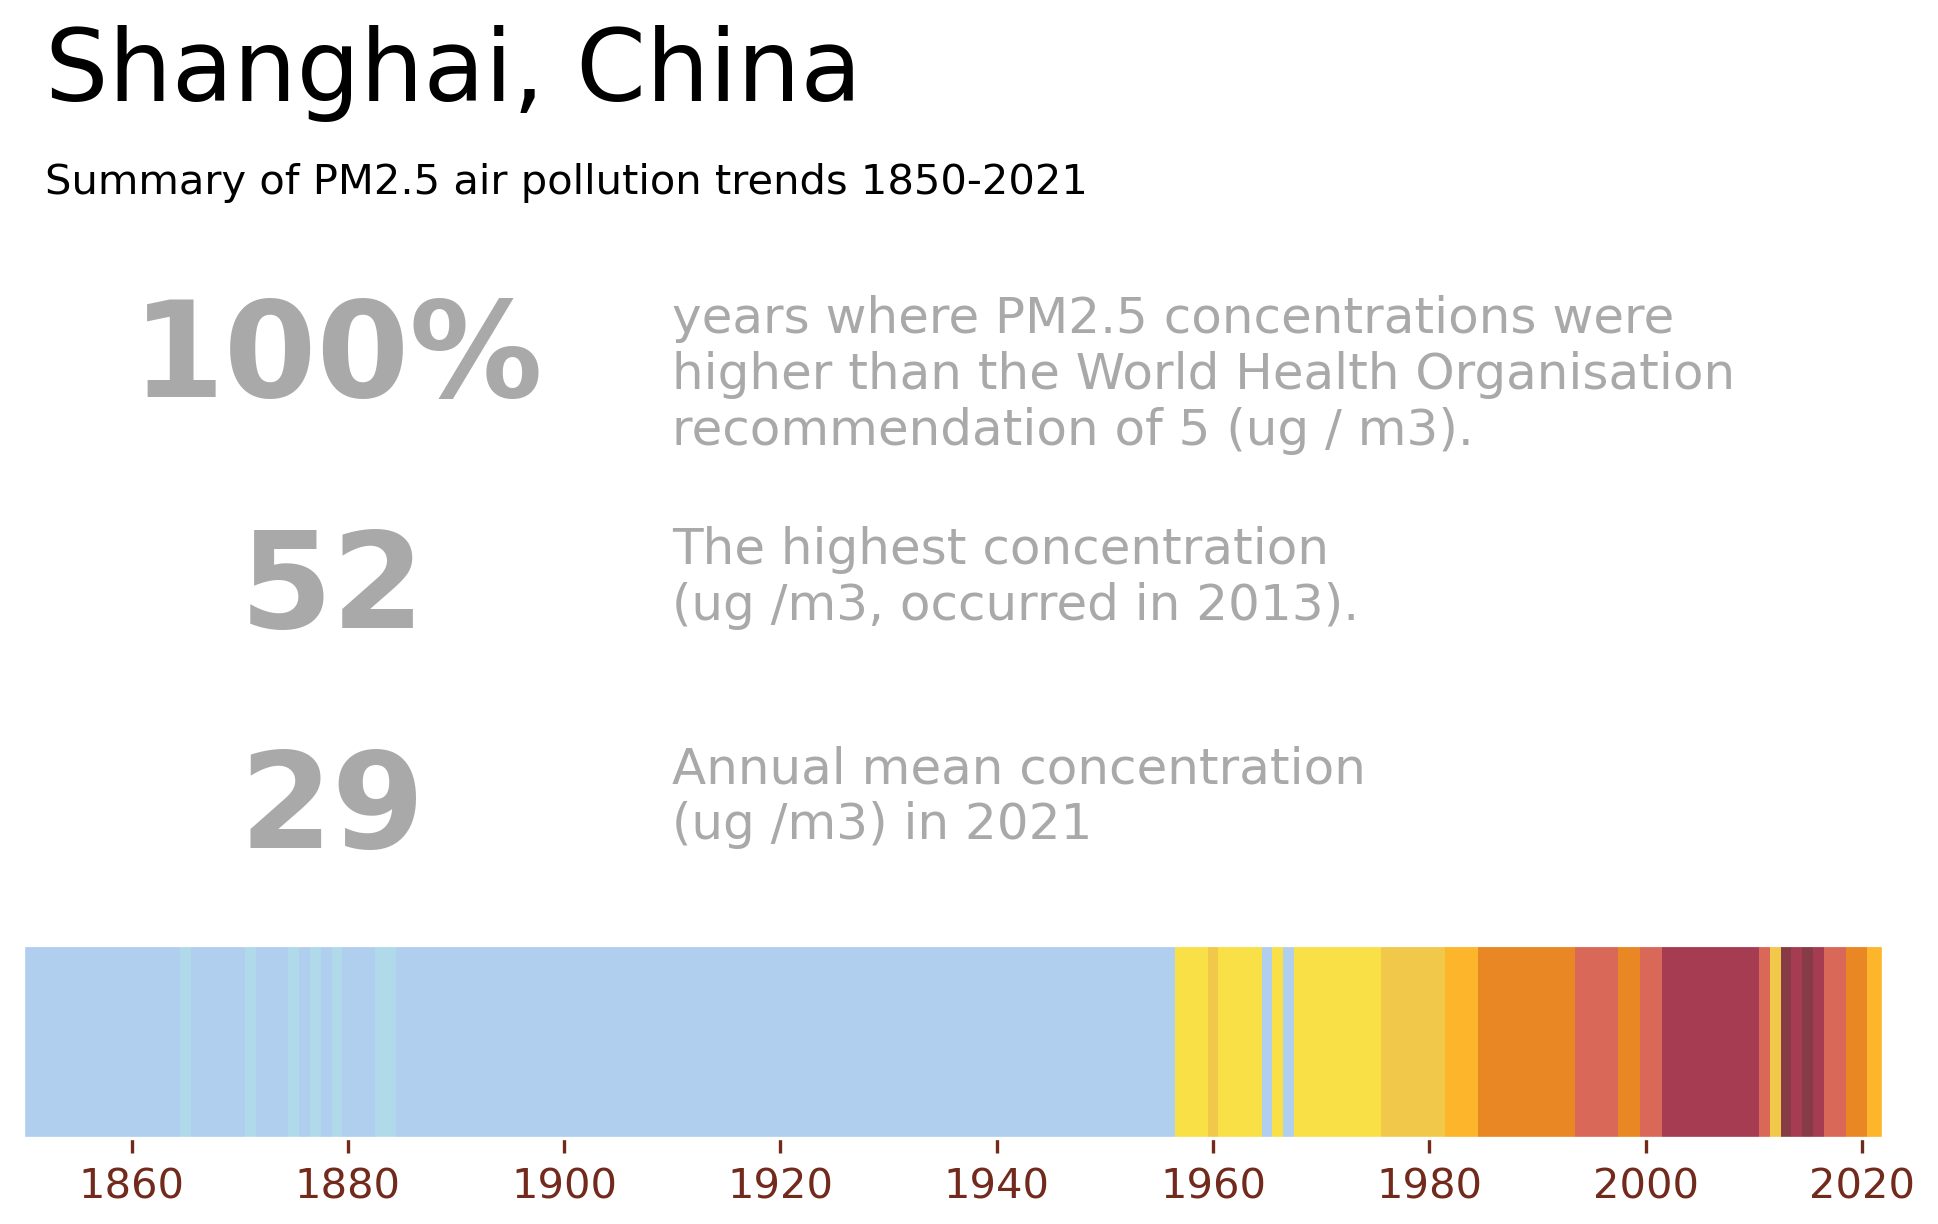 Shanghai, China
Summary of PM2.5 air pollution trends 1850-2021
100%
years where PM2.5 concentrations were
higher than the World Health Organisation
recommendation of 5 (ug / m3).
52
The highest concentration
(ug /m3, occurred in 2013).
29
Annual mean concentration
(ug /m3) in 2021
1860 1880 1900 1920 1940 1960 1980 2000 2020